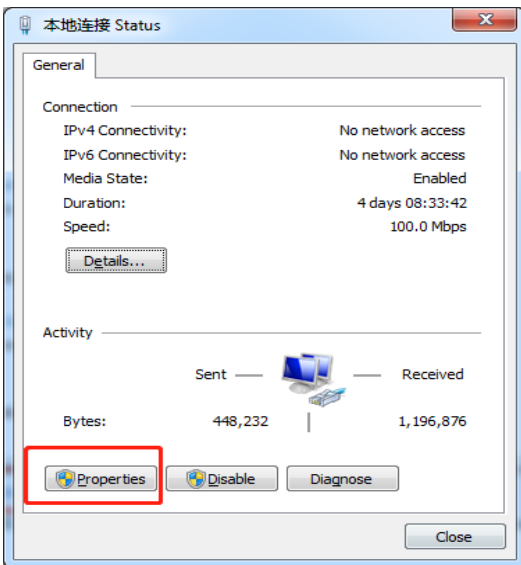 本地连接 Status
General
Connection
IPv4 Connectivity: No network access
IPv6 Connectivity: No network access
Media State: Enabled
Duration: 4 days 08:33:42
Speed: 100.0 Mbps
Details...
Activity
Sent Received
Bytes: 448,232 1,196,876
Properties Disable Diagnose
Close